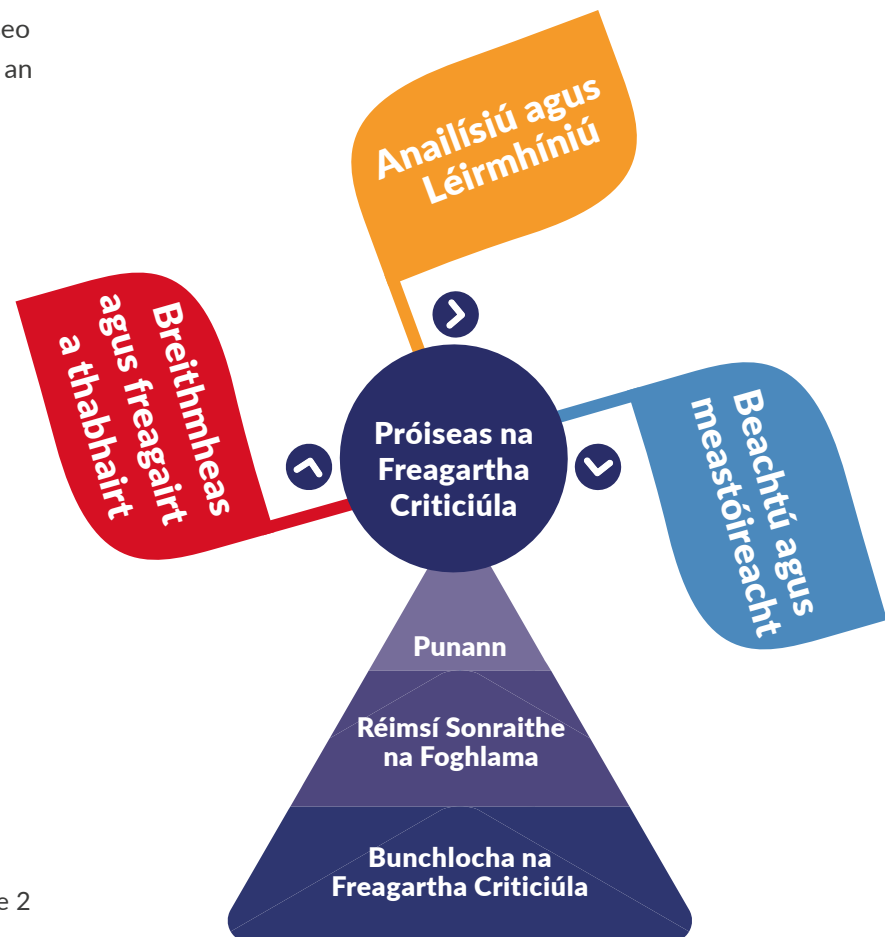 eo
an
Anailísiú agus
Léirmhíniú
Breithmheas
agus freagairt
a thabhairt
Próiseas na
Freagartha
Criticiúla
Beachtú agus
meastóireacht
Punann
Réimsí Sonraithe
na Foghlama
Bunchlocha na
Freagartha Criticiúla
e 2